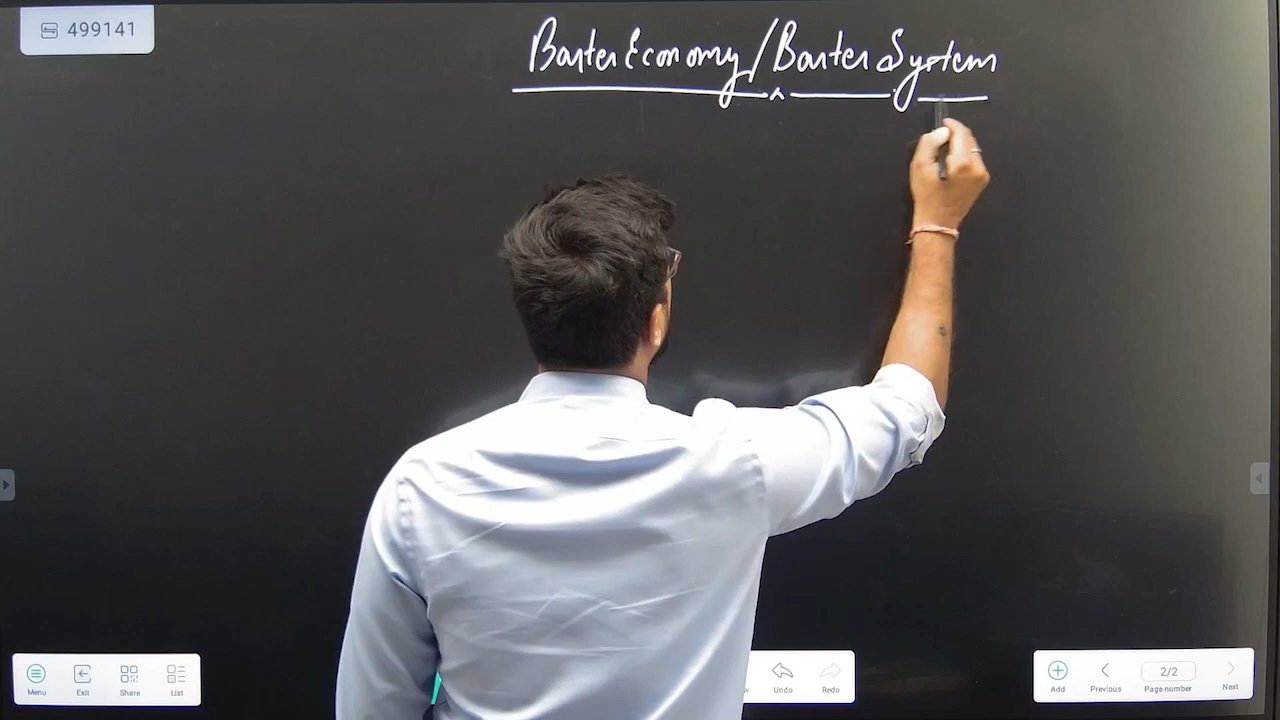 499141
Barter Economy / Barter System
Menu Exit Share List
Undo Redo
Add Previous 2/2 Page number Next